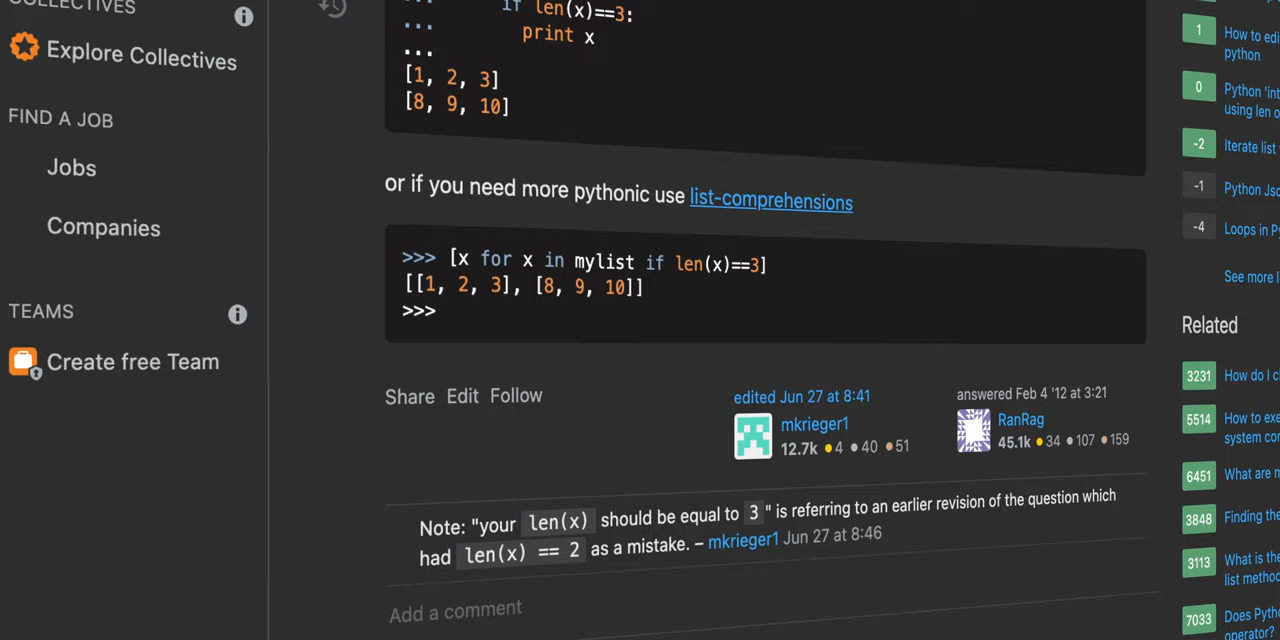 COLLECTIVES
Explore Collectives
FIND A JOB
Jobs
Companies
TEAMS
Create free Team
... if len(x)==3:
... print x
...
[1, 2, 3]
[8, 9, 10]
or if you need more pythonic use list-comprehensions
>>> [x for x in mylist if len(x)==3]
[[1, 2, 3], [8, 9, 10]]
>>>
Share Edit Follow
edited Jun 27 at 8:41
mkrieger1
12.7k 4 40 51
answered Feb 4 '12 at 3:21
RanRag
45.1k 34 107 159
Note: "your len(x) should be equal to 3" is referring to an earlier revision of the question which
had len(x) == 2 as a mistake. – mkrieger1 Jun 27 at 8:46
Add a comment
1 How to edi
python
0 Python 'int
using len o
-2 Iterate list
-1 Python Jso
-4 Loops in Py
See more l
Related
3231 How do I c
5514 How to exe
system con
6451 What are m
3848 Finding the
3113 What is the
list metho
7033 Does Pyth
operator?